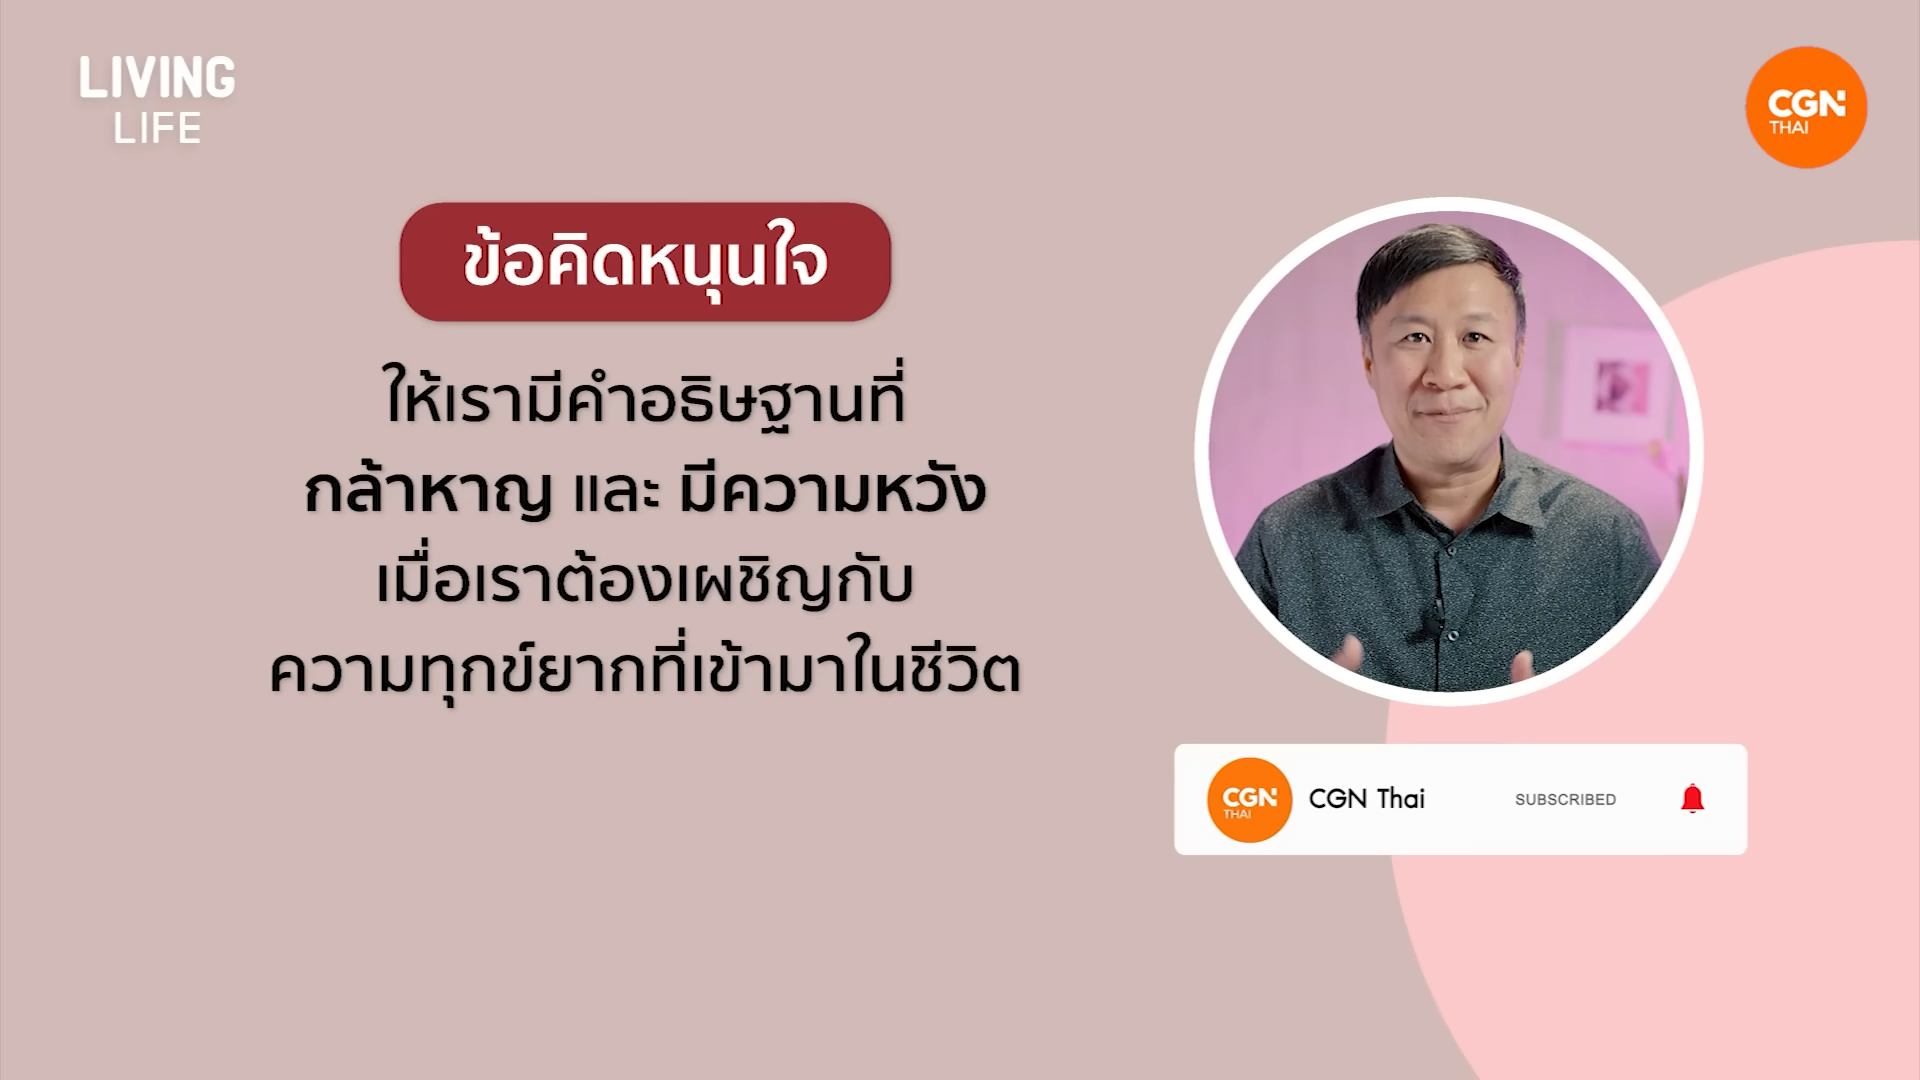 LIVING
LIFE
CGN
THAI
ข้อคิดหนุนใจ
ให้เรามีคำอธิษฐานที่
กล้าหาญ และ มีความหวัง
เมื่อเราต้องเผชิญกับ
ความทุกข์ยากที่เข้ามาในชีวิต
CGN
THAI
CGN Thai
SUBSCRIBED